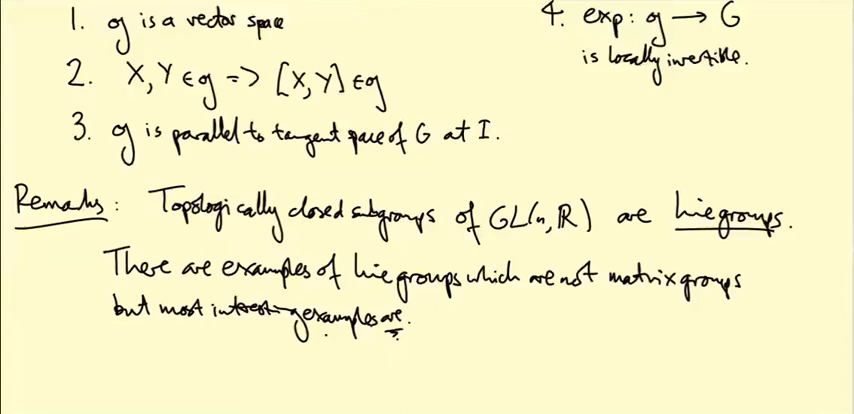 1. 𝔤 is a vector space
2. X, Y ∈ 𝔤 => [X, Y] ∈ 𝔤
3. 𝔤 is parallel to tangent space of G at I.
4. exp: 𝔤 → G
is locally invertible.
Remarks: Topologically closed subgroups of GL(n, ℝ) are Lie groups.
There are examples of Lie groups which are not matrix groups
but most interesting examples are.